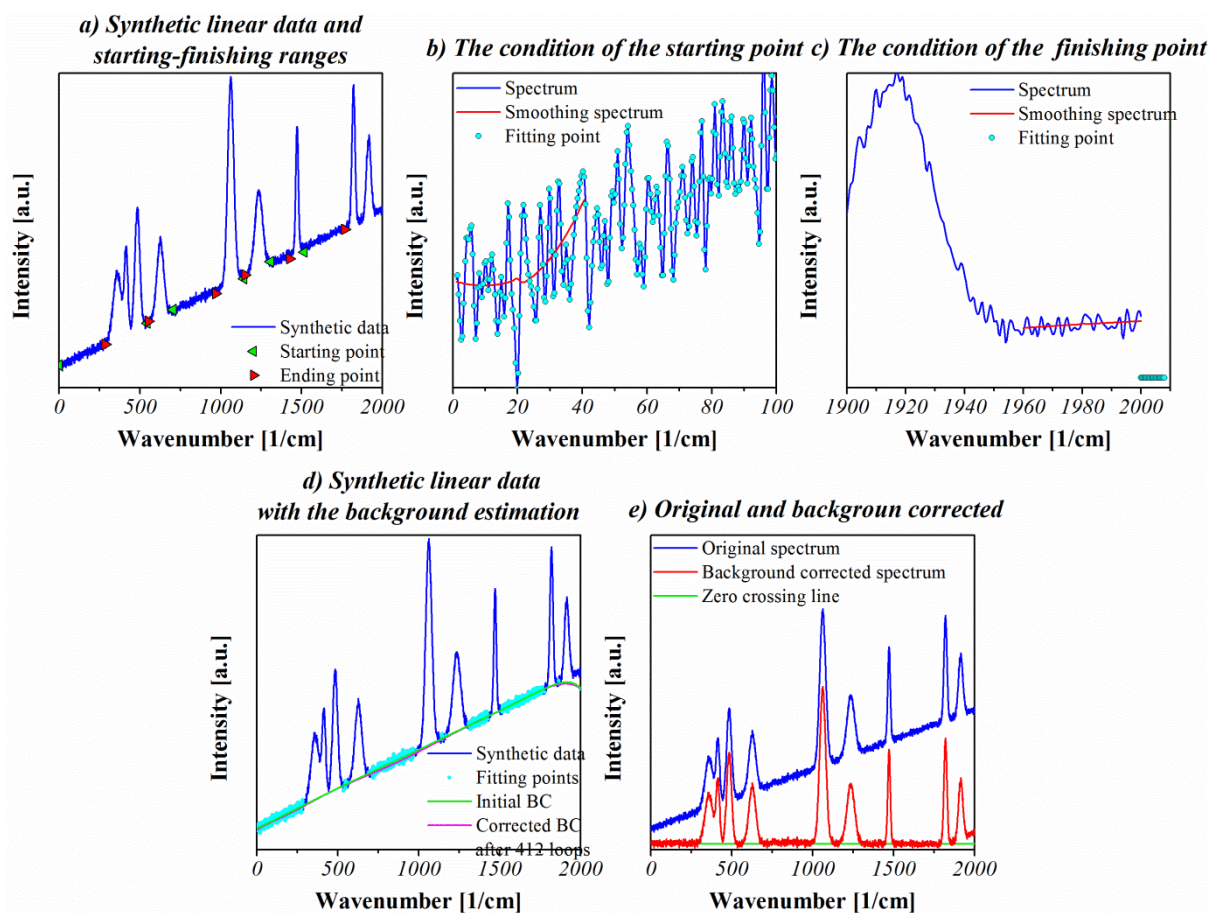 a) Synthetic linear data and
starting-finishing ranges
Intensity [a.u.]
Synthetic data
Starting point
Ending point
0 500 1000 1500 2000
Wavenumber [1/cm]
b) The condition of the starting point
Intensity [a.u.]
Spectrum
Smoothing spectrum
Fitting point
0 20 40 60 80 100
Wavenumber [1/cm]
c) The condition of the finishing point
Intensity [a.u.]
Spectrum
Smoothing spectrum
Fitting point
1900 1920 1940 1960 1980 2000
Wavenumber [1/cm]
d) Synthetic linear data
with the background estimation
Intensity [a.u.]
Synthetic data
Fitting points
Initial BC
Corrected BC
after 412 loops
0 500 1000 1500 2000
Wavenumber [1/cm]
e) Original and backgroun corrected
Intensity [a.u.]
Original spectrum
Background corrected spectrum
Zero crossing line
0 500 1000 1500 2000
Wavenumber [1/cm]